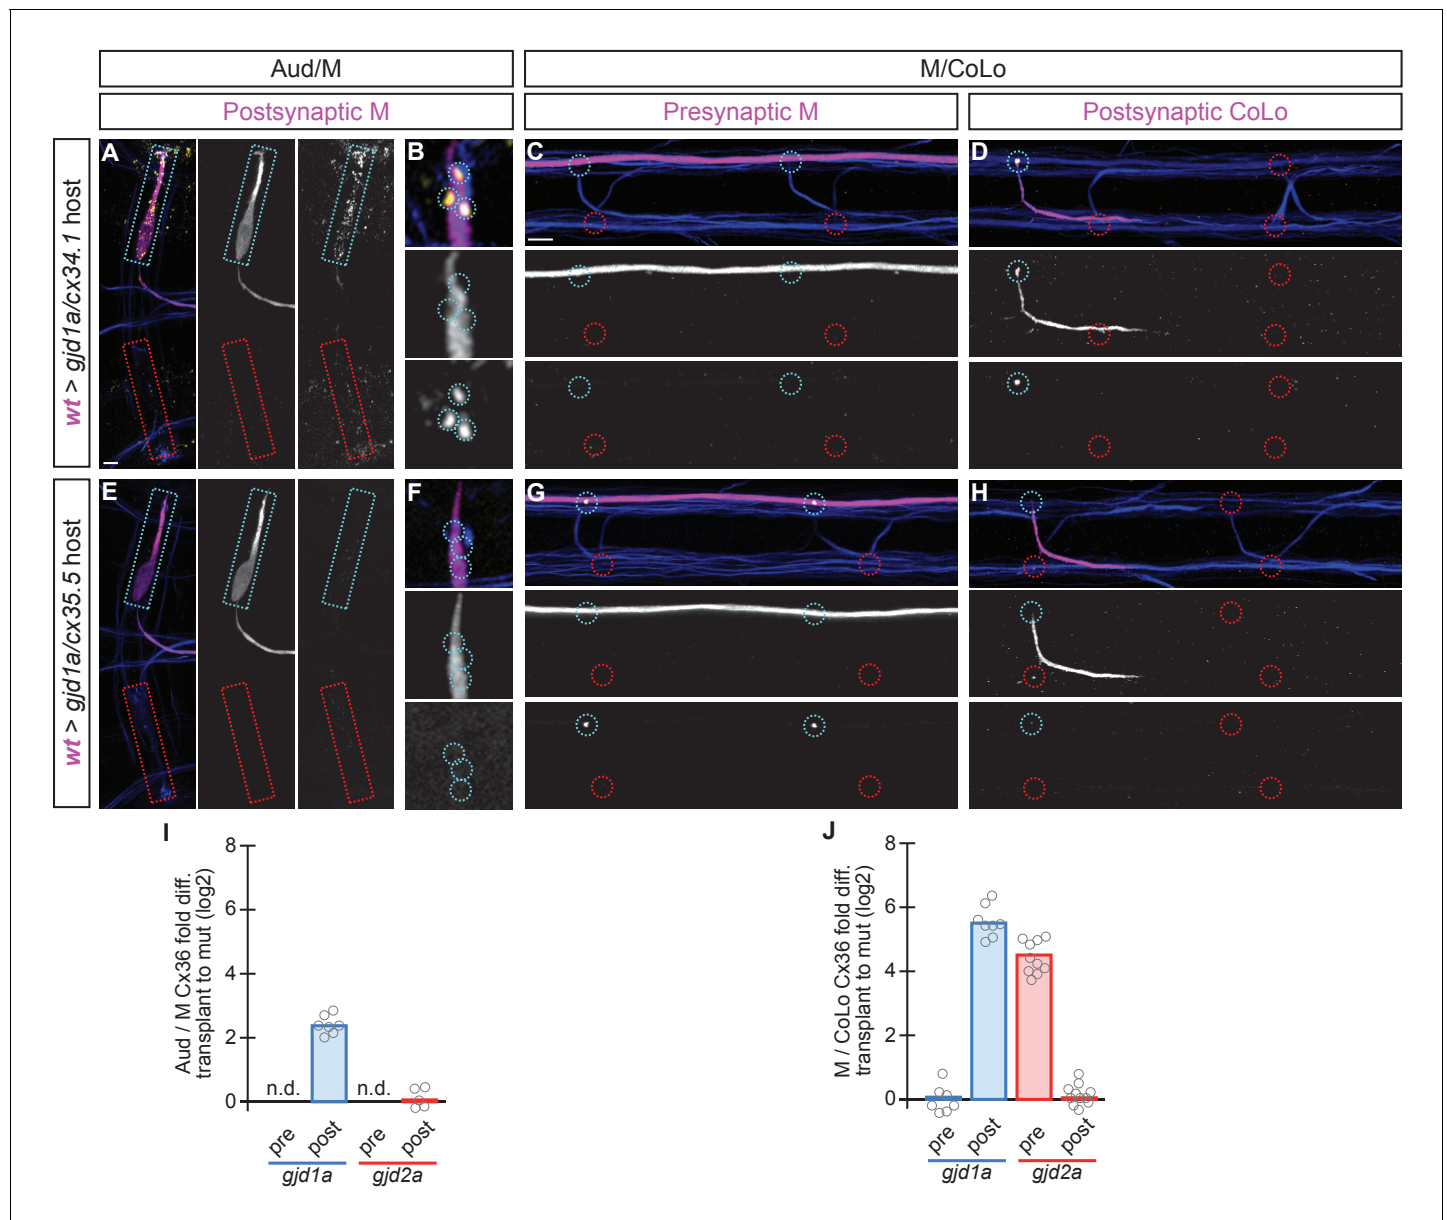 Aud/M
M/CoLo
Postsynaptic M
Presynaptic M
Postsynaptic CoLo
wt > gjd1a/cx34.1 host
A
B
C
D
wt > gjd1a/cx35.5 host
E
F
G
H
I
Aud / M Cx36 fold diff.
transplant to mut (log2)
8
6
4
2
0
n.d.
n.d.
pre
post
pre
post
gjd1a
gjd2a
J
M / CoLo Cx36 fold diff.
transplant to mut (log2)
8
6
4
2
0
pre
post
pre
post
gjd1a
gjd2a